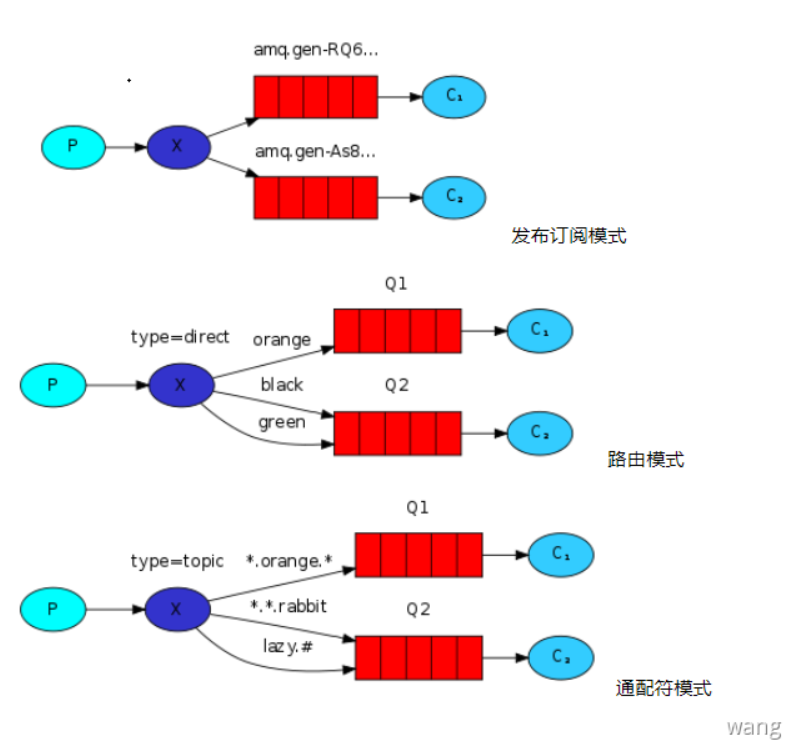 amq.gen-RQ6...
P X C₁
amq.gen-As8...
C₂
发布订阅模式
Q1
type=direct orange C₁
P X black Q2
green C₂
路由模式
Q1
type=topic *.orange.* C₁
P X *.*.rabbit Q2
lazy.# C₂
通配符模式
wang